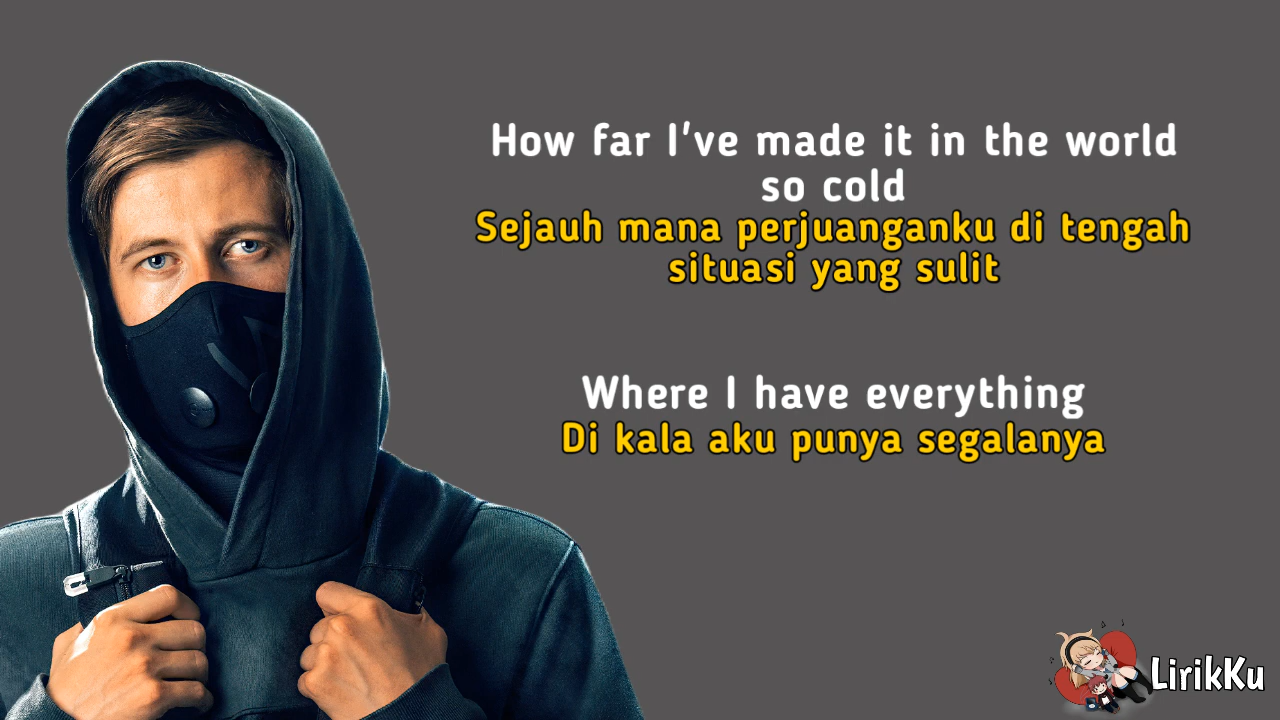 How far I've made it in the world
so cold
Sejauh mana perjuanganku di tengah
situasi yang sulit
Where I have everything
Di kala aku punya segalanya
LirikKu